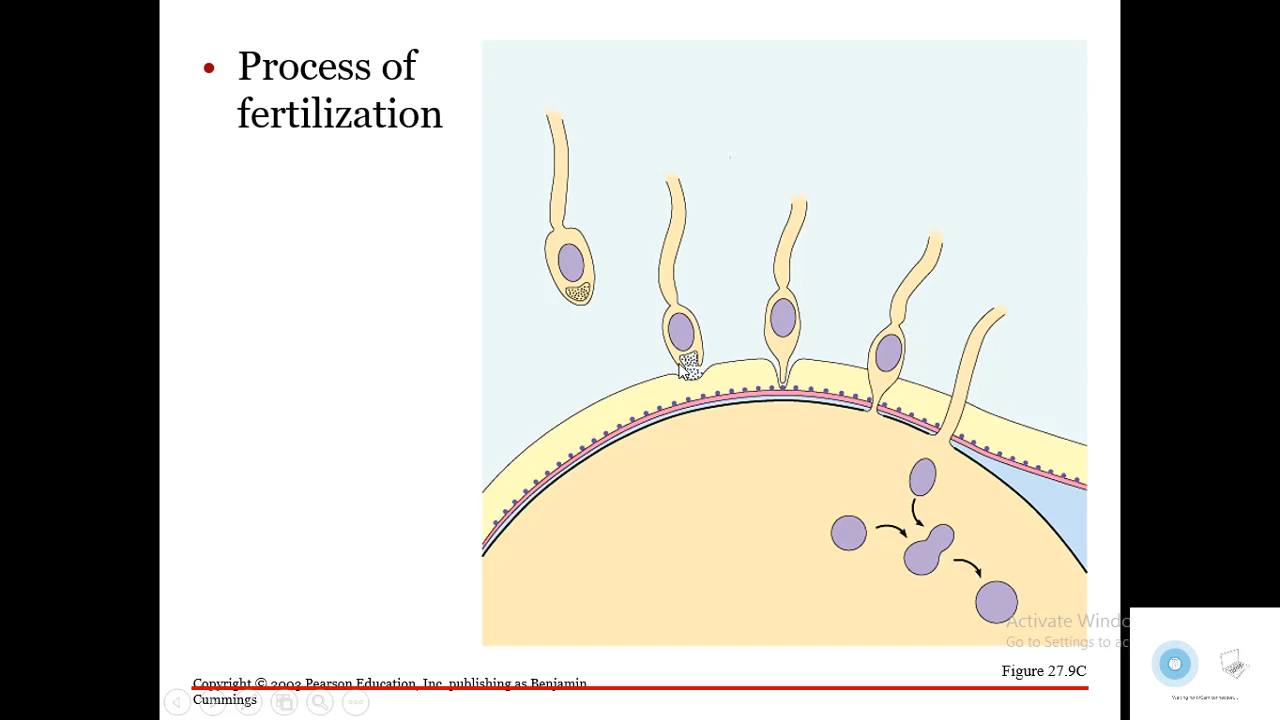 • Process of
fertilization
Activate Windo
Go to Settings to ac
Figure 27.9C
Copyright © 2003 Pearson Education, Inc. publishing as Benjamin
Cummings